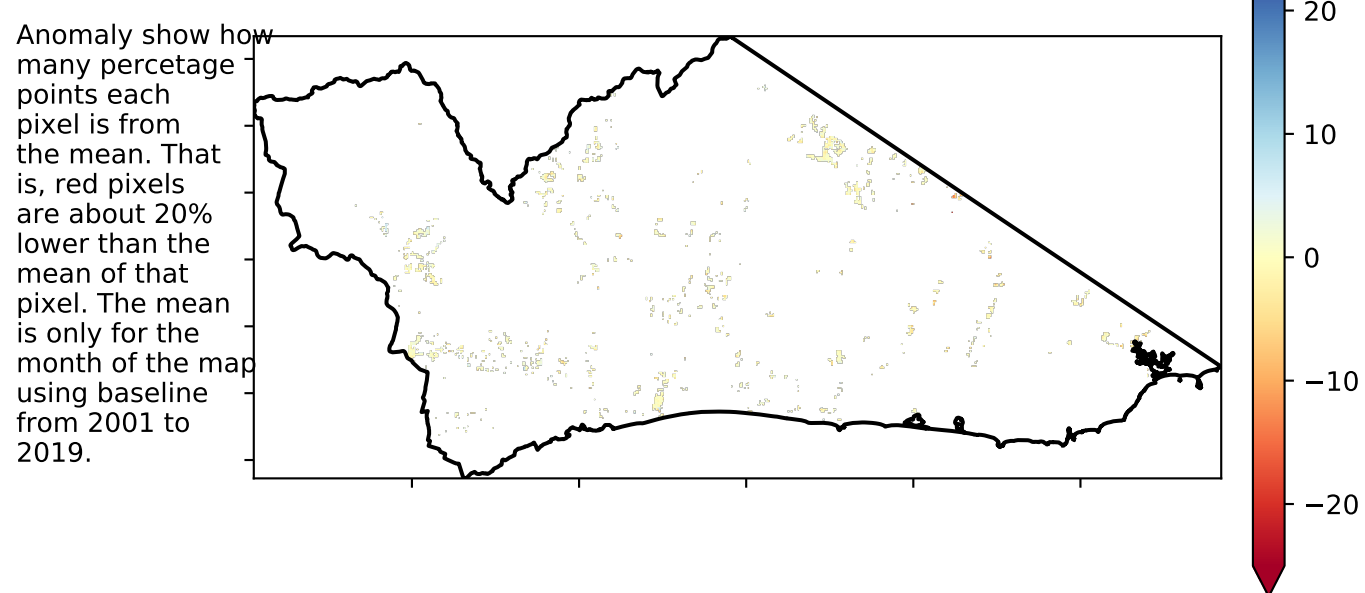 Anomaly show how
many percetage
points each
pixel is from
the mean. That
is, red pixels
are about 20%
lower than the
mean of that
pixel. The mean
is only for the
month of the map
using baseline
from 2001 to
2019.
20
10
0
−10
−20